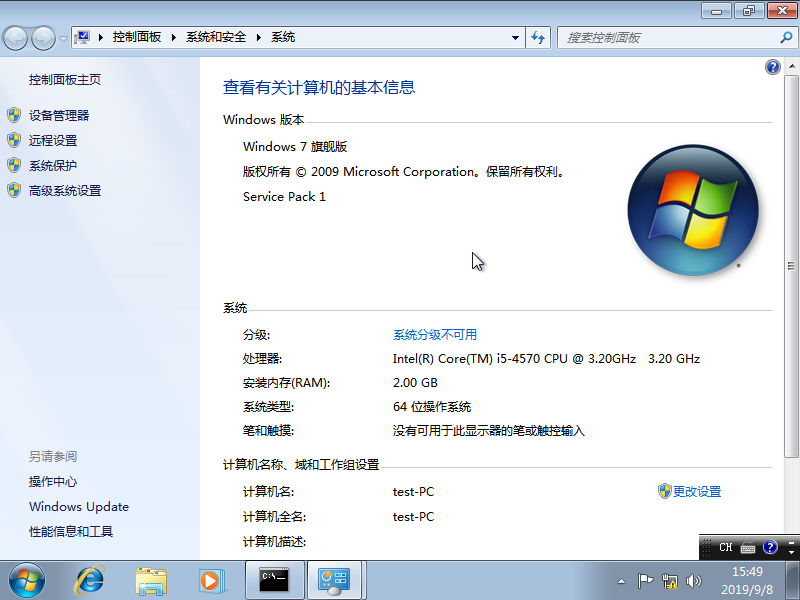 控制面板 系统和安全 系统
搜索控制面板
控制面板主页
设备管理器
远程设置
系统保护
高级系统设置
另请参阅
操作中心
Windows Update
性能信息和工具
查看有关计算机的基本信息
Windows 版本
Windows 7 旗舰版
版权所有 © 2009 Microsoft Corporation。保留所有权利。
Service Pack 1
系统
分级: 系统分级不可用
处理器: Intel(R) Core(TM) i5-4570 CPU @ 3.20GHz 3.20 GHz
安装内存(RAM): 2.00 GB
系统类型: 64 位操作系统
笔和触摸: 没有可用于此显示器的笔或触控输入
计算机名称、域和工作组设置
计算机名: test-PC 更改设置
计算机全名: test-PC
计算机描述:
CH
C:\
15:49
2019/9/8